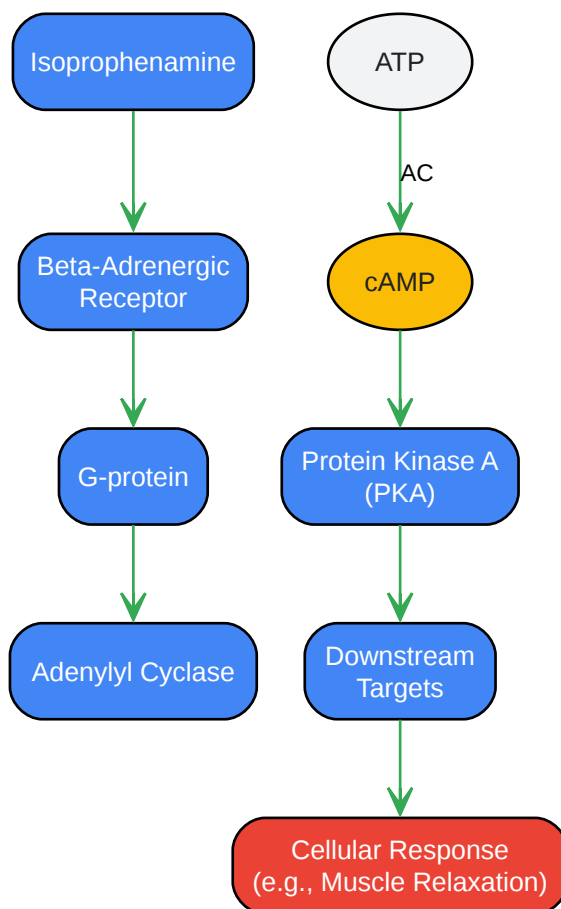 Isoprophenamine
ATP
AC
Beta-Adrenergic
Receptor
cAMP
G-protein
Protein Kinase A
(PKA)
Adenylyl Cyclase
Downstream
Targets
Cellular Response
(e.g., Muscle Relaxation)